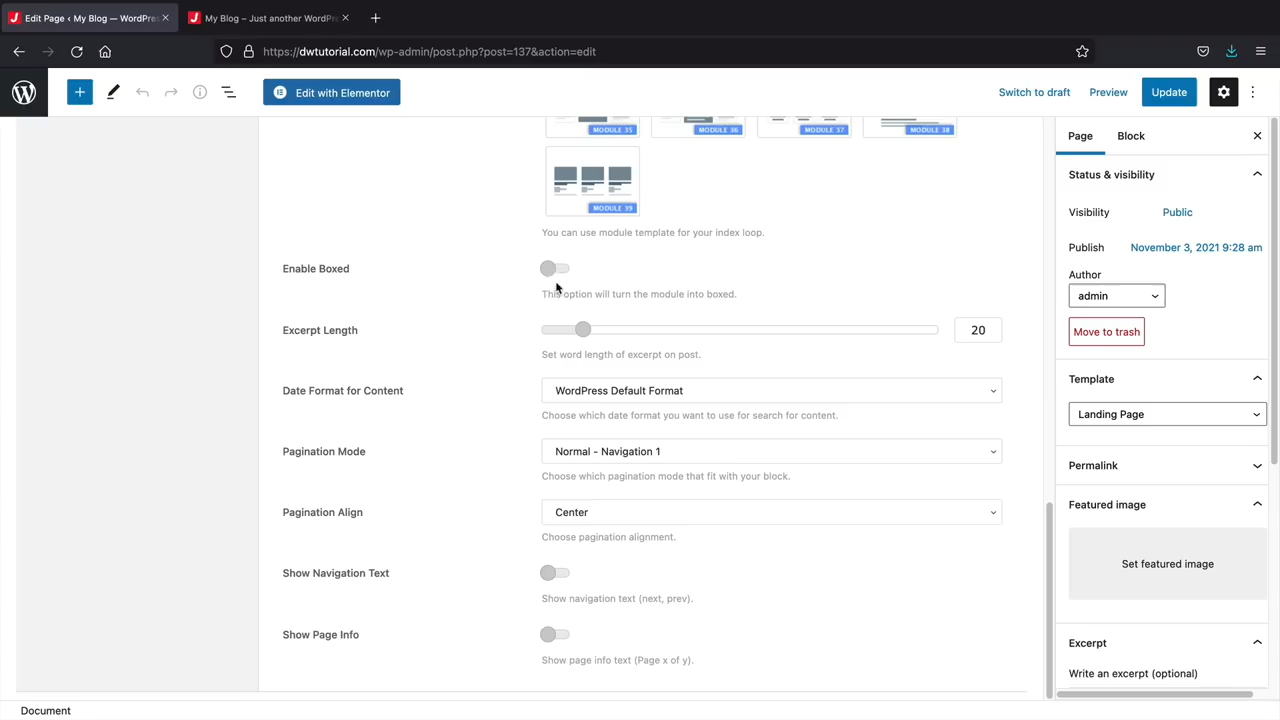 Edit Page ‹ My Blog — WordPres
My Blog – Just another WordPr
https://dwtutorial.com/wp-admin/post.php?post=137&action=edit
Edit with Elementor
Switch to draft
Preview
Update
MODULE 35
MODULE 36
MODULE 37
MODULE 38
MODULE 39
You can use module template for your index loop.
Enable Boxed
This option will turn the module into boxed.
Excerpt Length
20
Set word length of excerpt on post.
Date Format for Content
WordPress Default Format
Choose which date format you want to use for search for content.
Pagination Mode
Normal - Navigation 1
Choose which pagination mode that fit with your block.
Pagination Align
Center
Choose pagination alignment.
Show Navigation Text
Show navigation text (next, prev).
Show Page Info
Show page info text (Page x of y).
Page
Block
Status & visibility
Visibility
Public
Publish
November 3, 2021 9:28 am
Author
admin
Move to trash
Template
Landing Page
Permalink
Featured image
Set featured image
Excerpt
Write an excerpt (optional)
Document